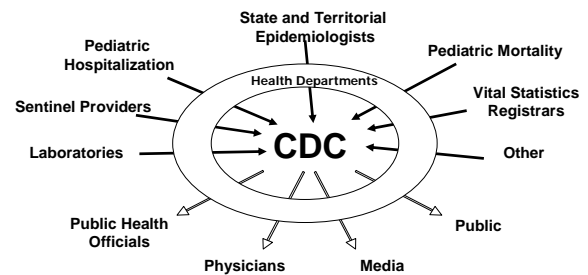 State and Territorial
Epidemiologists
Pediatric
Hospitalization
Pediatric Mortality
Health Departments
Sentinel Providers
Vital Statistics
Registrars
CDC
Laboratories
Other
Public Health
Officials
Public
Physicians
Media